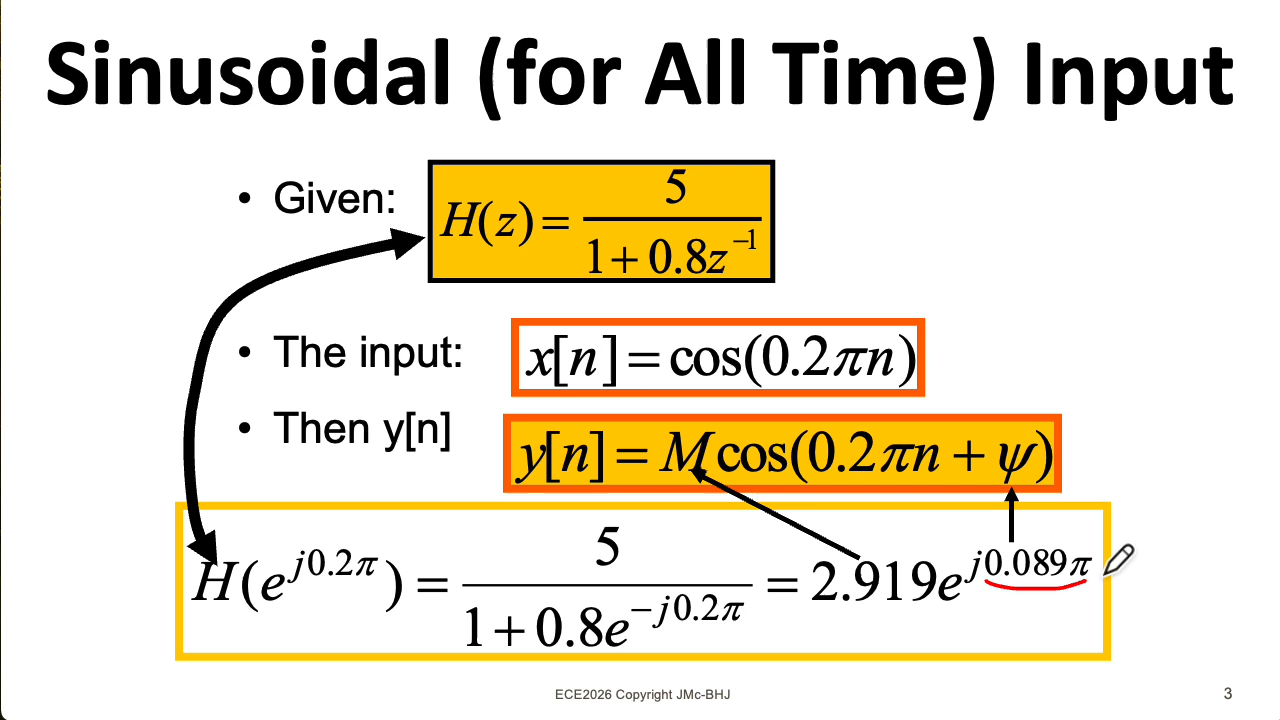 Sinusoidal (for All Time) Input
• Given:
H(z) = 5 / (1 + 0.8z⁻¹)
• The input:
x[n] = cos(0.2πn)
• Then y[n]
y[n] = M cos(0.2πn + ψ)
H(e^{j0.2π}) = 5 / (1 + 0.8e^{−j0.2π}) = 2.919e^{j0.089π}
ECE2026 Copyright JMc-BHJ
3